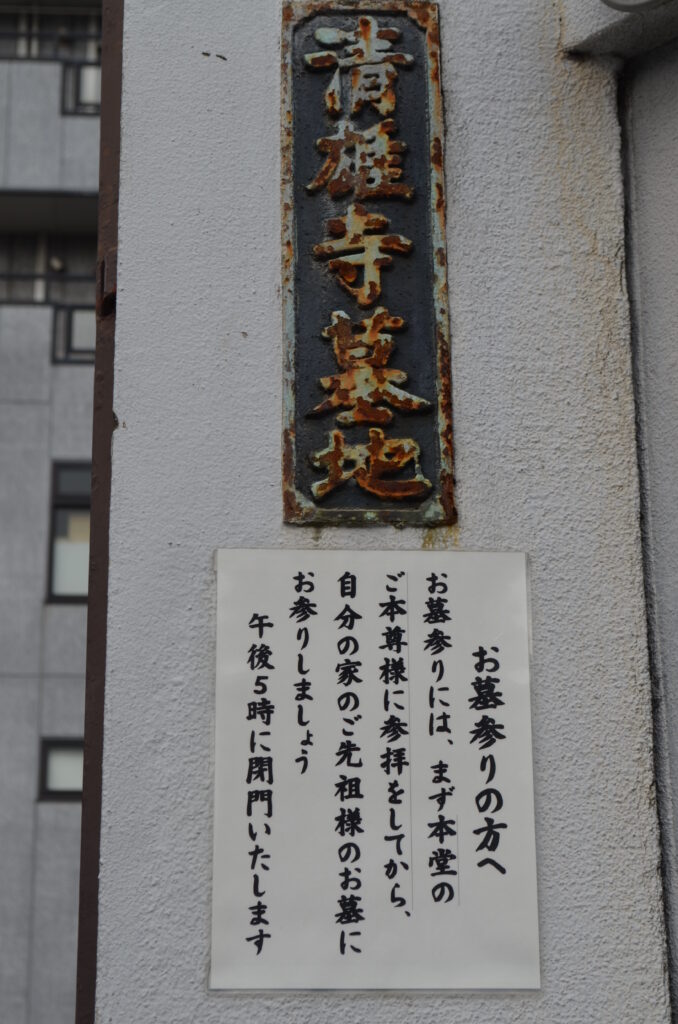 清雄寺墓地
お墓参りの方へ
お墓参りには、まず本堂の
ご本尊様に参拝をしてから、
自分の家のご先祖様のお墓に
お参りしましょう
午後5時に閉門いたします